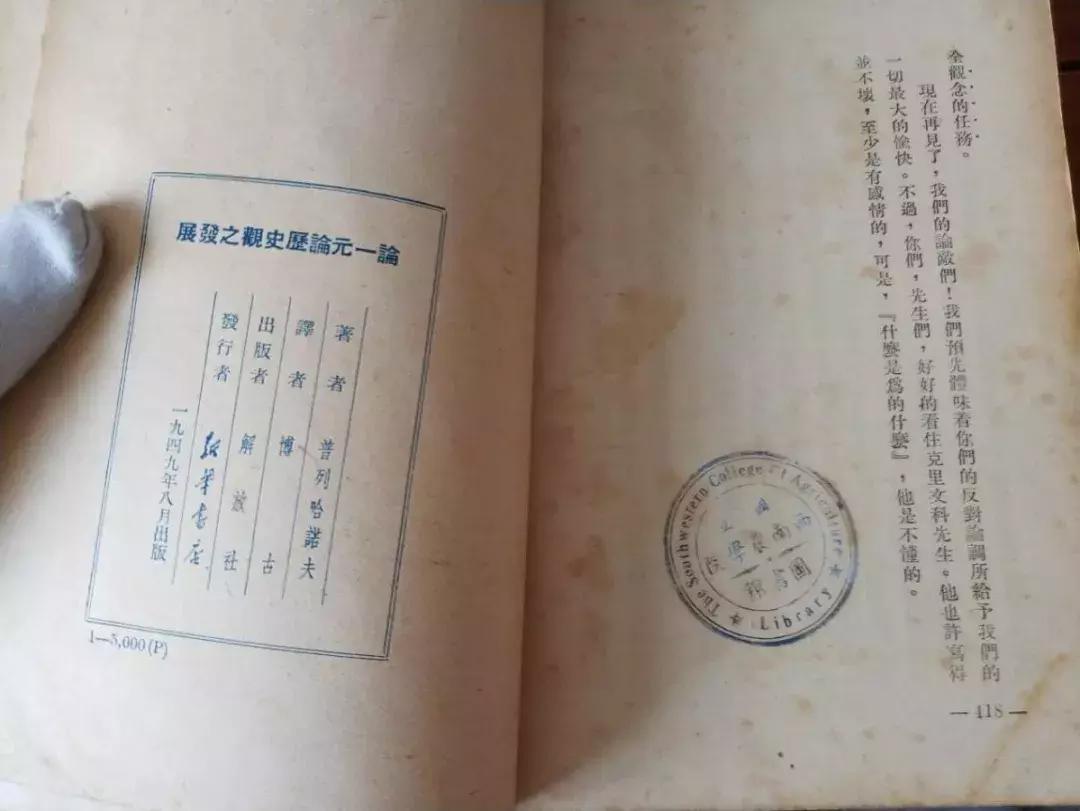 全觀念的任務。
現在再見了，我們的論敵們！我們預先體味着你們的反對論調所給予我們的
一切最大的愉快。不過，你們，先生們，好好的看住克里文科先生。他也許寫得
並不壞，至少是有感情的，可是，『什麼是爲的什麼』，他是不懂的。
— 418 —
The Southwestern College Of Agriculture
Library
論一元論歷史觀之發展
著者 普列哈諾夫
譯者 博古
出版者 解放社
發行者 新華書店
一九四九年八月出版
1—5,000(P)